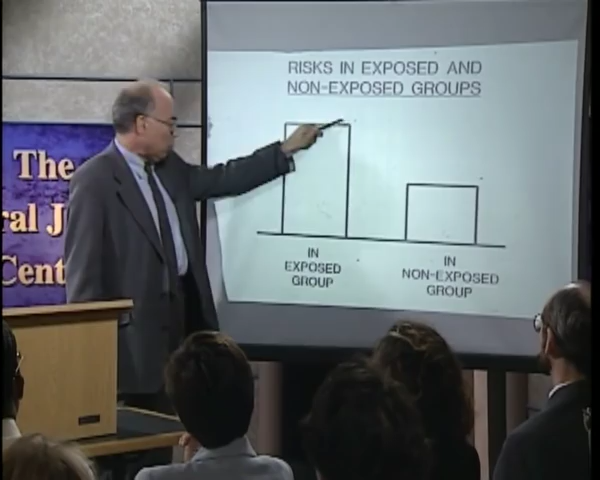 The
ral J
Cent
RISKS IN EXPOSED AND
NON-EXPOSED GROUPS
IN
EXPOSED
GROUP
IN
NON-EXPOSED
GROUP